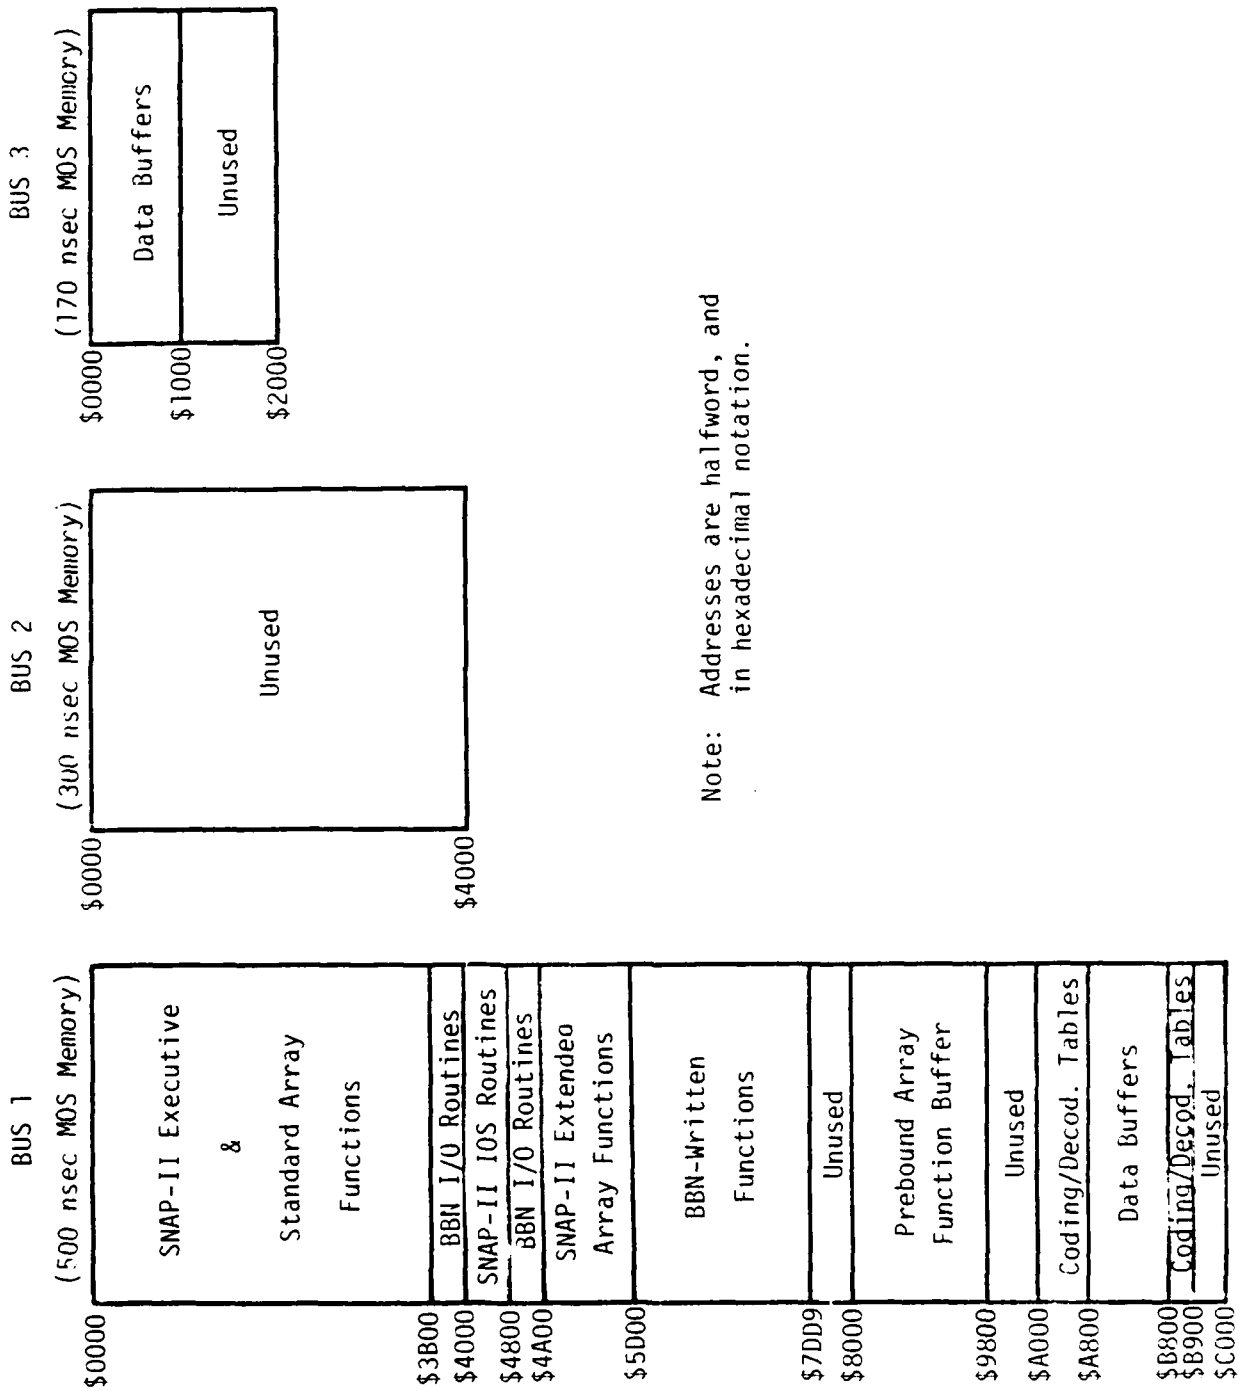 BUS 1
(500 nsec MOS Memory)
$0000
SNAP-II Executive
&
Standard Array
Functions
$3B00
BBN I/O Routines
$4000
SNAP-II IOS Routines
$4800
BBN I/O Routines
$4A00
SNAP-II Extended
Array Functions
$5D00
BBN-Written
Functions
$7DD9
Unused
$8000
Prebound Array
Function Buffer
$9800
Unused
$A000
Coding/Decod. Tables
$A800
Data Buffers
$B800
Coding/Decod. Tables
$B900
Unused
$C000
BUS 2
(300 nsec MOS Memory)
$0000
Unused
$4000
BUS 3
(170 nsec MOS Memory)
$0000
Data Buffers
$1000
Unused
$2000
Note: Addresses are halfword, and
in hexadecimal notation.